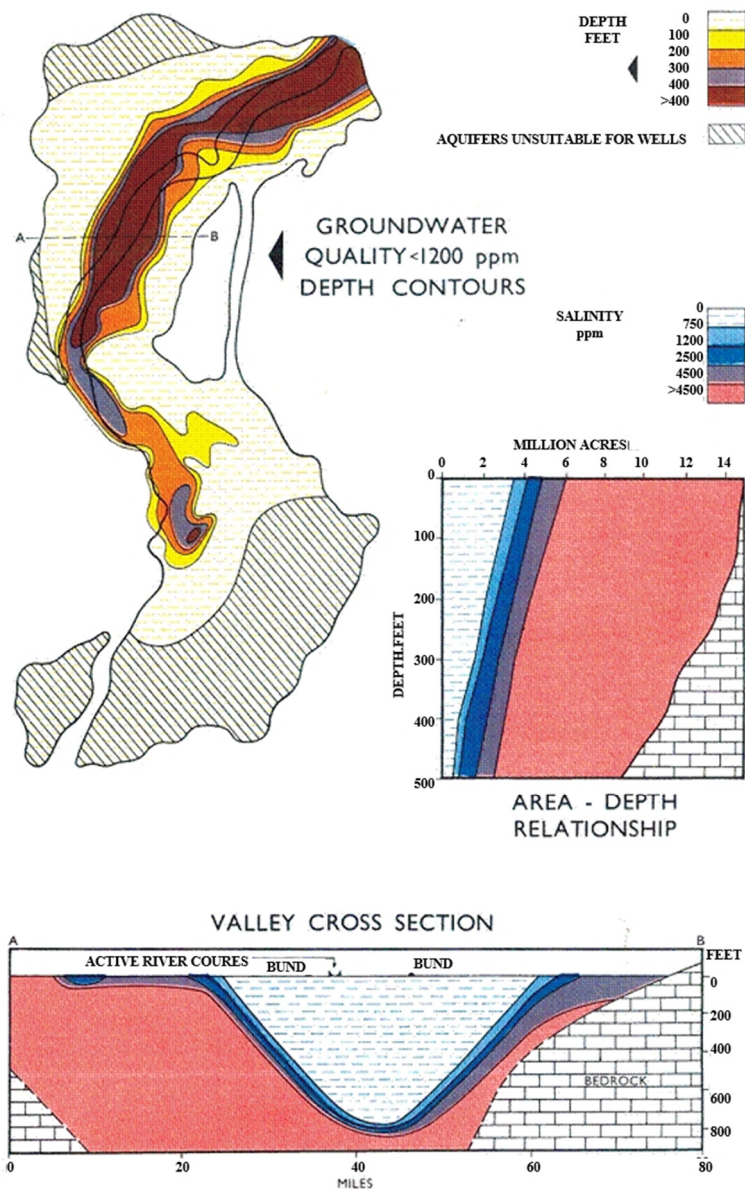 DEPTH
FEET
0
100
200
300
400
>400
AQUIFERS UNSUITABLE FOR WELLS
A
B
GROUNDWATER
QUALITY<1200 ppm
DEPTH CONTOURS
SALINITY
ppm
0
750
1200
2500
4500
>4500
MILLION ACRES
0 2 4 6 8 10 12 14
DEPTH.FEET
0
100
200
300
400
500
AREA - DEPTH
RELATIONSHIP
VALLEY CROSS SECTION
A
B
ACTIVE RIVER COURES
BUND
BUND
FEET
0
200
400
600
800
BEDROCK
0 20 40 60 80
MILES